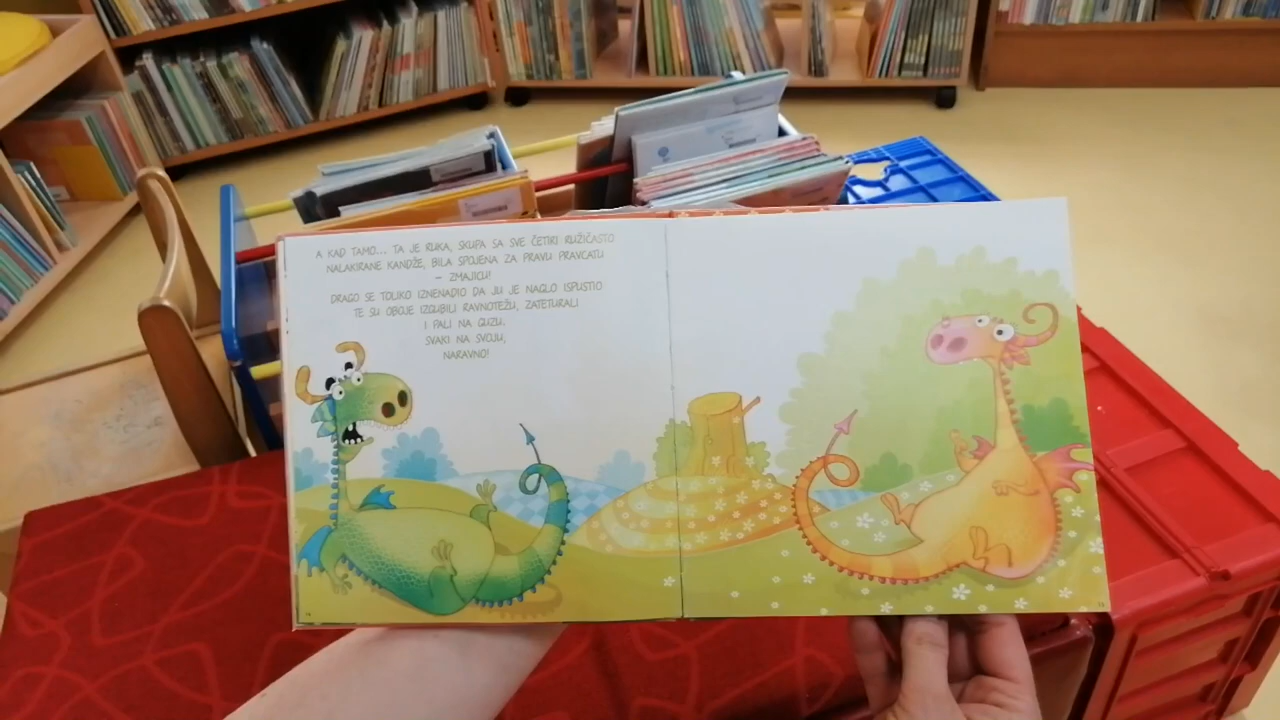 A KAD TAMO... TA JE RUKA, SKUPA SA SVE ČETIRI RUŽIČASTO
NALAKIRANE KANDŽE, BILA SPOJENA ZA PRAVU PRAVCATU
– ZMAJICU!
DRAGO SE TOLIKO IZNENADIO DA JU JE NAGLO ISPUSTIO
TE SU OBOJE IZGUBILI RAVNOTEŽU, ZATETURALI
I PALI NA GUZU.
SVAKI NA SVOJU,
NARAVNO!